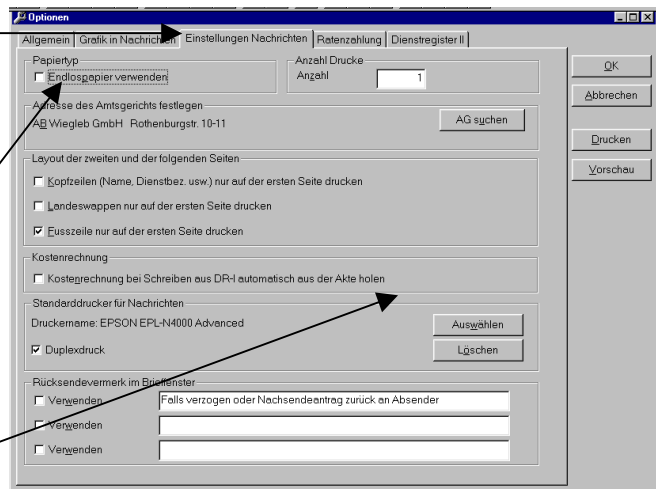 Optionen
Allgemein Grafik in Nachrichten Einstellungen Nachrichten Ratenzahlung Dienstregister II
Papiertyp
Endlospapier verwenden
Anzahl Drucke
Anzahl 1
OK
Abbrechen
Drucken
Vorschau
Adresse des Amtsgerichts festlegen
AB Wiegleb GmbH Rothenburgstr. 10-11
AG suchen
Layout der zweiten und der folgenden Seiten
Kopfzeilen (Name, Dienstbez. usw.) nur auf der ersten Seite drucken
Landeswappen nur auf der ersten Seite drucken
Fusszeile nur auf der ersten Seite drucken
Kostenrechnung
Kostenrechnung bei Schreiben aus DR-I automatisch aus der Akte holen
Standarddrucker für Nachrichten
Druckername: EPSON EPL-N4000 Advanced
Auswählen
Duplexdruck
Löschen
Rücksendevermerk im Brieffenster
Verwenden Falls verzogen oder Nachsendeantrag zurück an Absender
Verwenden
Verwenden